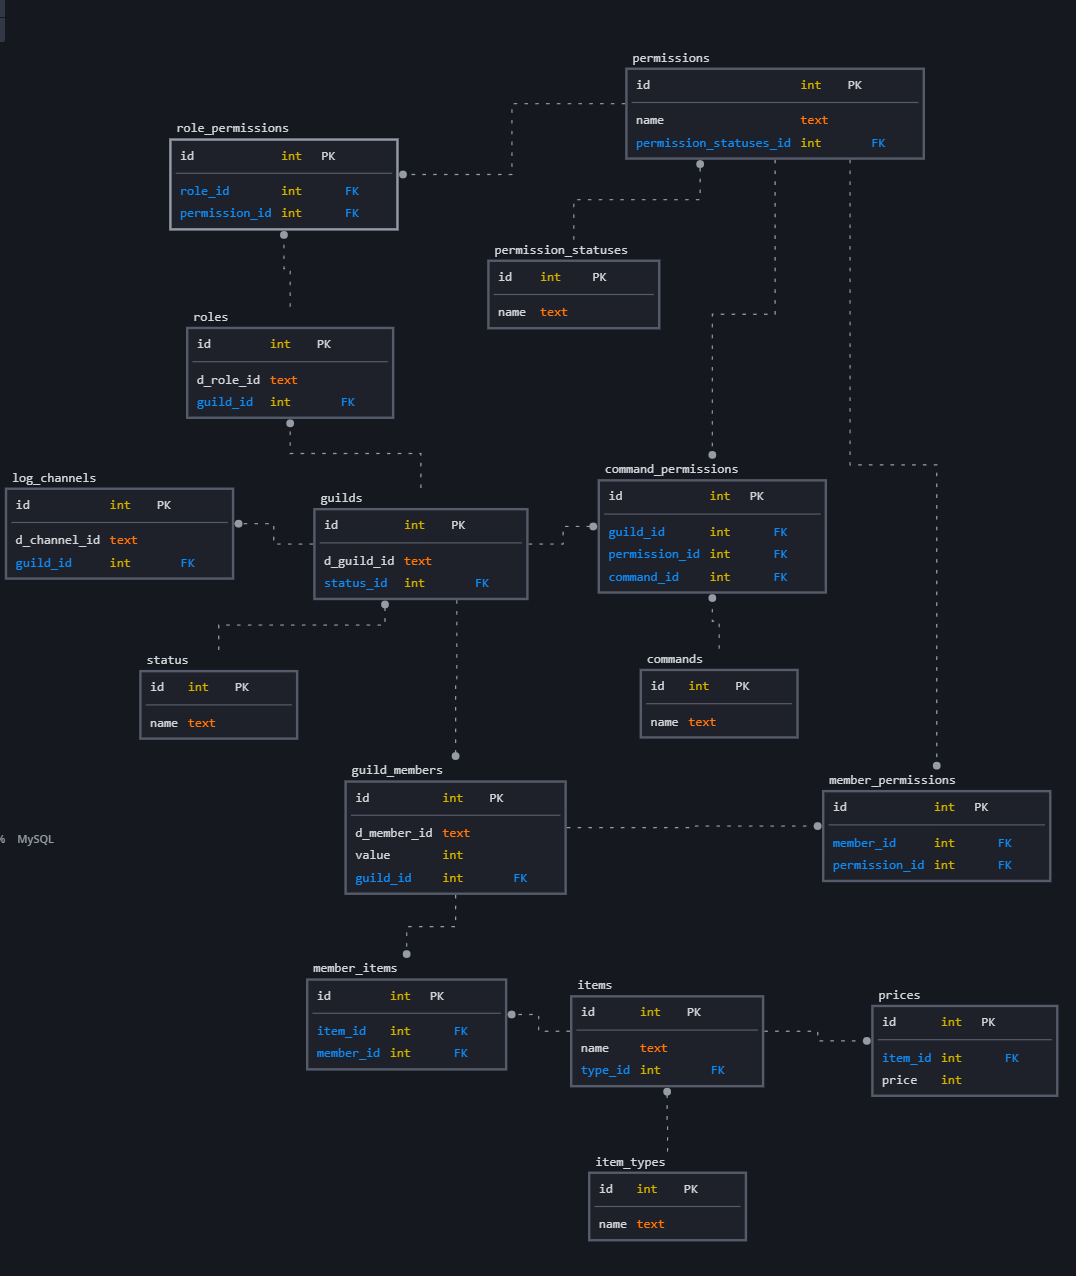 permissions
id int PK
name text
permission_statuses_id int FK
role_permissions
id int PK
role_id int FK
permission_id int FK
permission_statuses
id int PK
name text
roles
id int PK
d_role_id text
guild_id int FK
log_channels
id int PK
d_channel_id text
guild_id int FK
guilds
id int PK
d_guild_id text
status_id int FK
command_permissions
id int PK
guild_id int FK
permission_id int FK
command_id int FK
status
id int PK
name text
commands
id int PK
name text
guild_members
id int PK
d_member_id text
value int
guild_id int FK
member_permissions
id int PK
member_id int FK
permission_id int FK
% MySQL
member_items
id int PK
item_id int FK
member_id int FK
items
id int PK
name text
type_id int FK
prices
id int PK
item_id int FK
price int
item_types
id int PK
name text